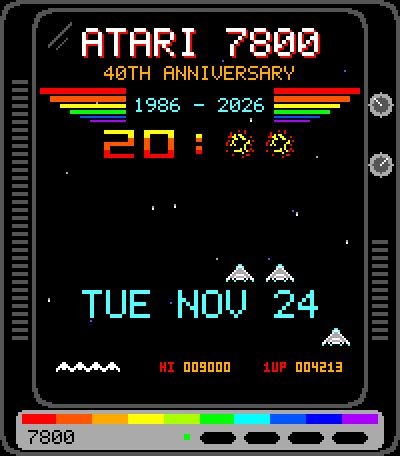 ATARI 7800
40TH ANNIVERSARY
1986 - 2026
20:
TUE NOV 24
HI 009000 1UP 004213
7800